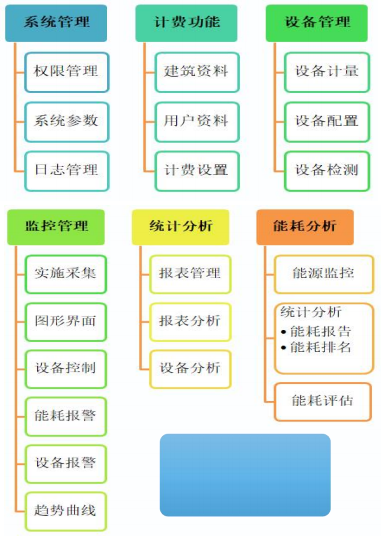 系统管理
权限管理
系统参数
日志管理
计费功能
建筑资料
用户资料
计费设置
设备管理
设备计量
设备配置
设备检测
监控管理
实施采集
图形界面
设备控制
能耗报警
设备报警
趋势曲线
统计分析
报表管理
报表分析
设备分析
能耗分析
能源监控
统计分析
•能耗报告
•能耗排名
能耗评估